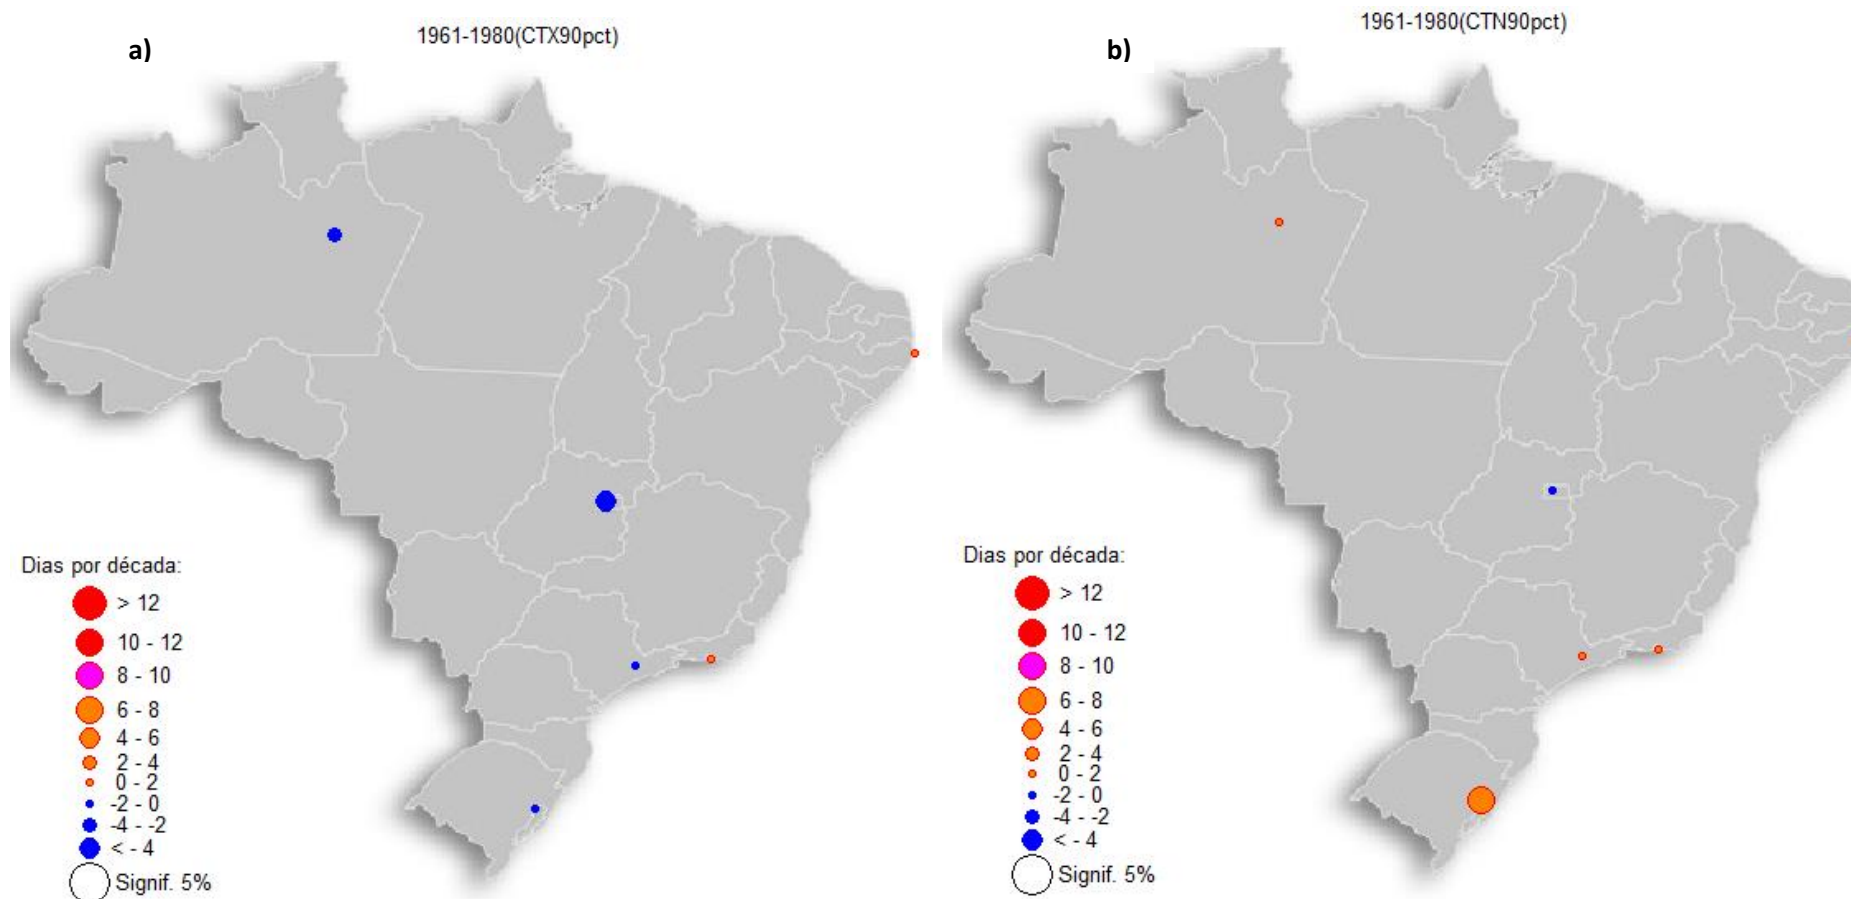 a)
1961-1980(CTX90pct)
Dias por década:
> 12
10 - 12
8 - 10
6 - 8
4 - 6
2 - 4
0 - 2
-2 - 0
-4 - -2
< - 4
Signif. 5%
b)
1961-1980(CTN90pct)
Dias por década:
> 12
10 - 12
8 - 10
6 - 8
4 - 6
2 - 4
0 - 2
-2 - 0
-4 - -2
< - 4
Signif. 5%